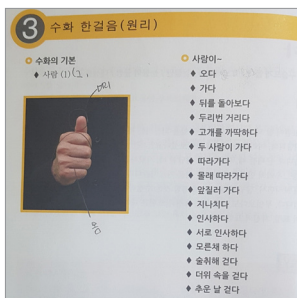 3 수화 한걸음(원리)
수화의 기본
♦ 사람 (1)
머리
몸
사람이~
♦ 오다
♦ 가다
♦ 뒤를 돌아보다
♦ 두리번 거리다
♦ 고개를 까딱하다
♦ 두 사람이 가다
♦ 따라가다
♦ 몰래 따라가다
♦ 앞질러 가다
♦ 지나치다
♦ 인사하다
♦ 서로 인사하다
♦ 모른채 하다
♦ 술취해 걷다
♦ 더위 속을 걷다
♦ 추운 날 걷다